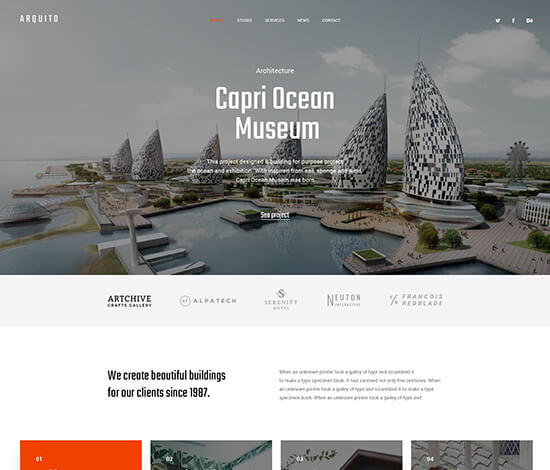 ARQUITO
STUDIO SERVICES NEWS CONTACT
Architecture
Capri Ocean
Museum
This project designed & building for purpose protect
the ocean and exhibition. With inspired from sail, sponge and wind,
Capri Ocean Museum was born.
See project
ARTCHIVE
CRAFTS GALLERY
AT ALPATECH
SERENITY
HOTEL
NEUTON
INTERACTIVE
FRANCOIS
REDBLADE
We create beautiful buildings
for our clients since 1987.
When an unknown printer took a galley of type and scrambled it
to make a type specimen book. It has survived not only five centuries. When
an unknown printer took a galley of type and scrambled it to make a type
specimen book. When an unknown printer took a galley of type and
01
02
03
04